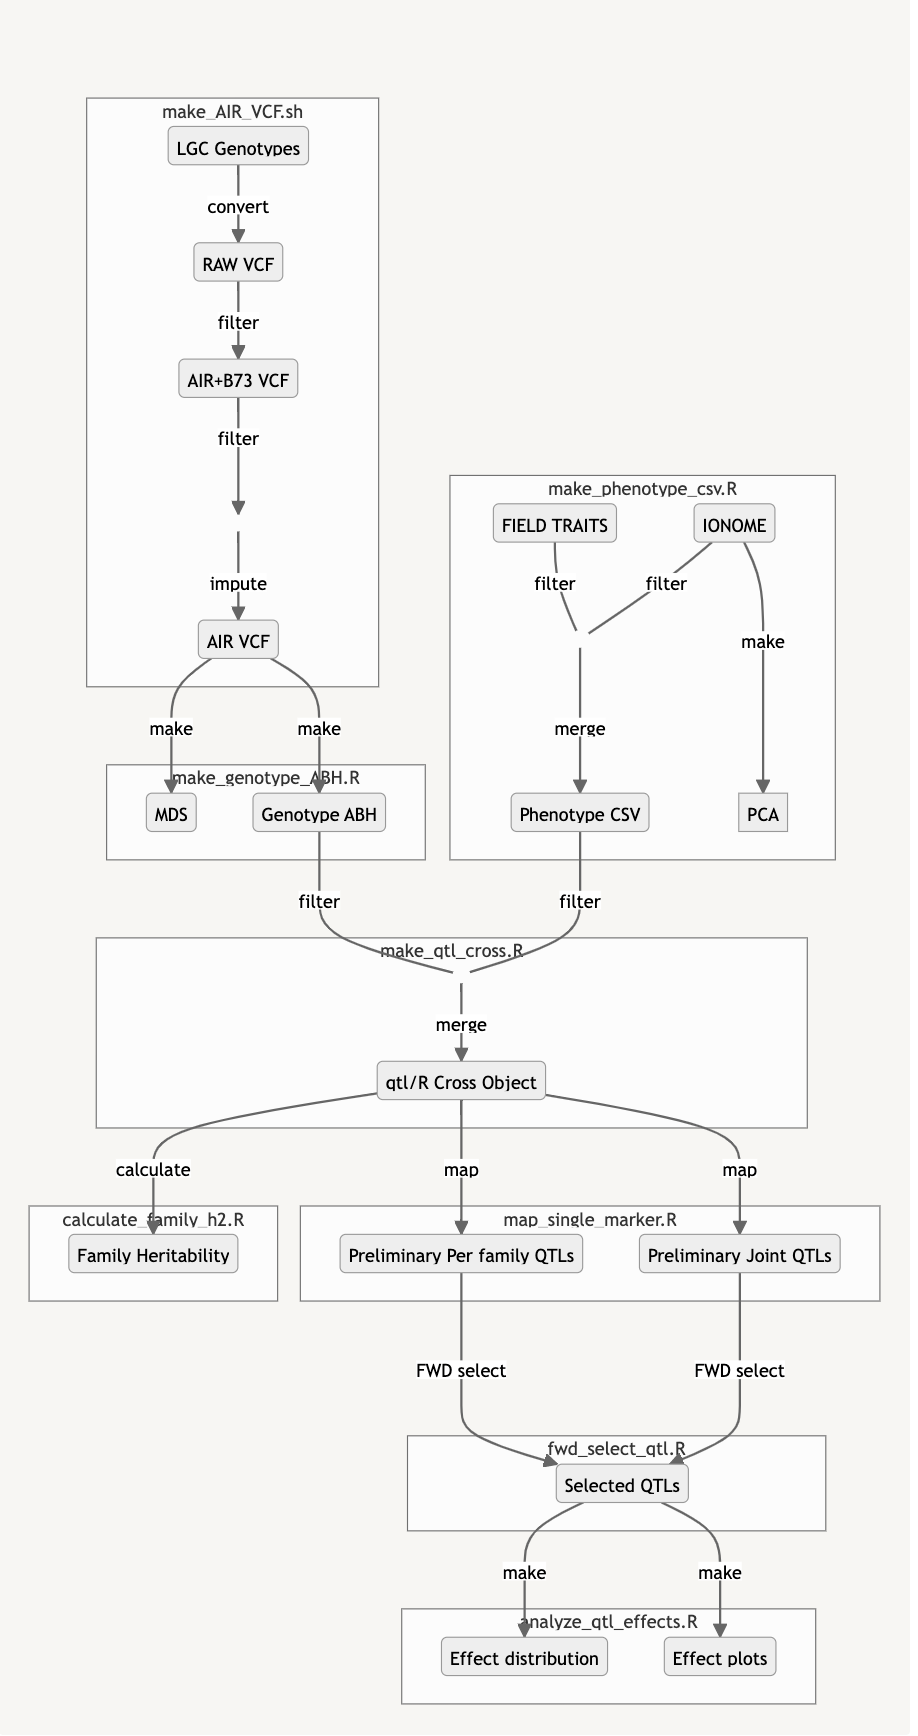 make_AIR_VCF.sh
LGC Genotypes
convert
RAW VCF
filter
AIR+B73 VCF
filter
make_phenotype_csv.R
FIELD TRAITS
IONOME
filter
filter
impute
AIR VCF
make
make
make
merge
make_genotype_ABH.R
MDS
Genotype ABH
Phenotype CSV
PCA
filter
filter
make_qtl_cross.R
merge
qtl/R Cross Object
calculate
map
map
calculate_family_h2.R
map_single_marker.R
Family Heritability
Preliminary Per family QTLs
Preliminary Joint QTLs
FWD select
FWD select
fwd_select_qtl.R
Selected QTLs
make
make
analyze_qtl_effects.R
Effect distribution
Effect plots